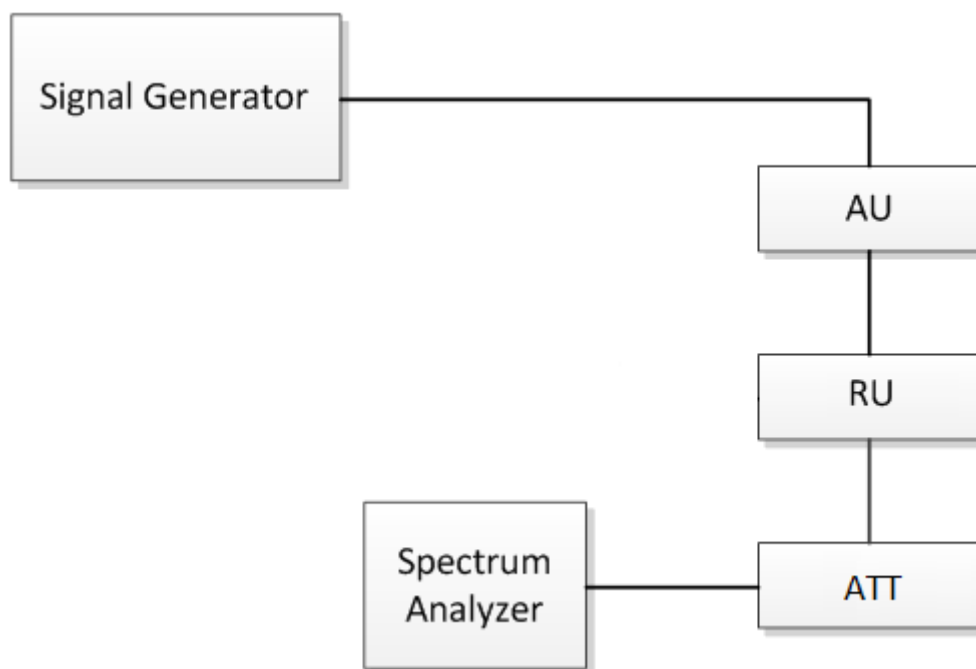 Signal Generator
AU
RU
Spectrum
Analyzer
ATT